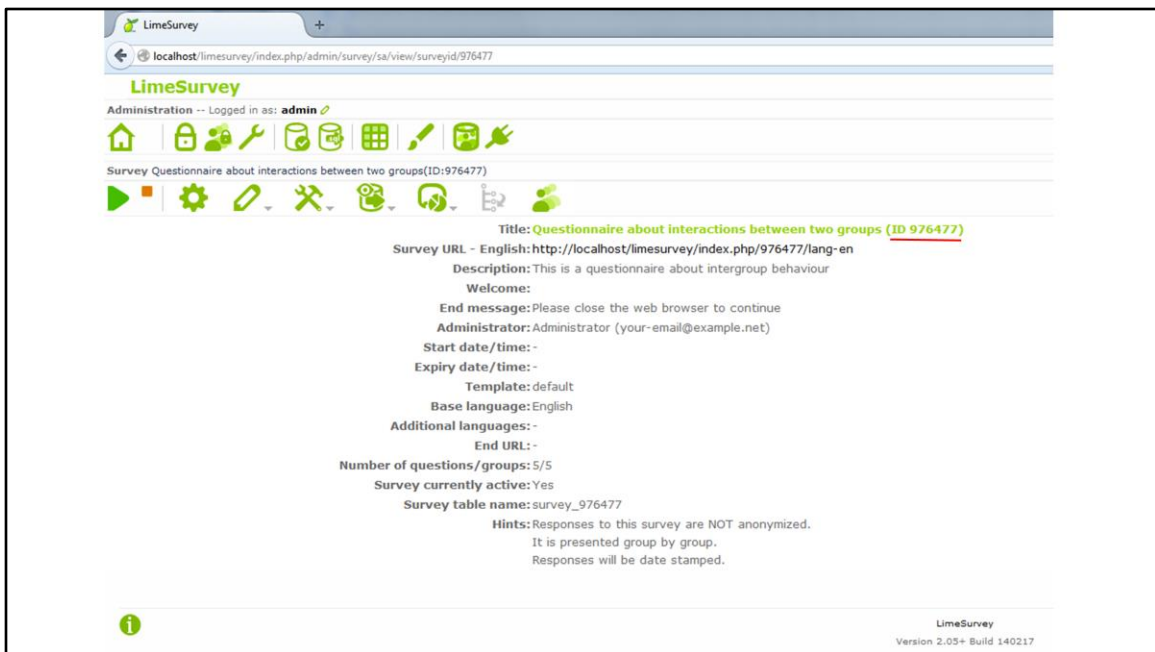 LimeSurvey
localhost/limesurvey/index.php/admin/survey/sa/view/surveyid/976477
LimeSurvey
Administration -- Logged in as: admin
Survey Questionnaire about interactions between two groups(ID:976477)
Title: Questionnaire about interactions between two groups (ID 976477)
Survey URL - English: http://localhost/limesurvey/index.php/976477/lang-en
Description: This is a questionnaire about intergroup behaviour
Welcome:
End message: Please close the web browser to continue
Administrator: Administrator (your-email@example.net)
Start date/time: -
Expiry date/time: -
Template: default
Base language: English
Additional languages: -
End URL: -
Number of questions/groups: 5/5
Survey currently active: Yes
Survey table name: survey_976477
Hints: Responses to this survey are NOT anonymized.
It is presented group by group.
Responses will be date stamped.
LimeSurvey
Version 2.05+ Build 140217